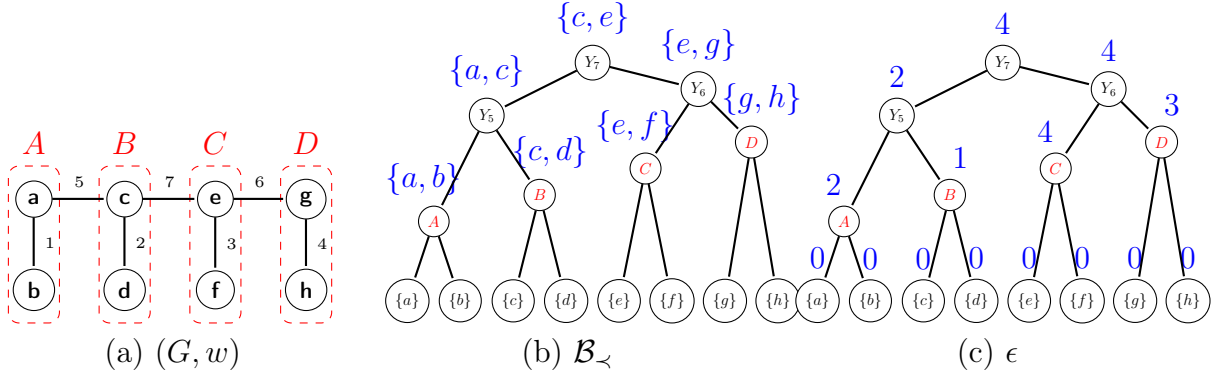 A B C D
a 5 c 7 e 6 g
1 2 3 4
b d f h
(a) (G, w)
{c, e}
Y₇
{a, c} {e, g}
Y₅ Y₆
{a, b} {c, d} {e, f} {g, h}
A B C D
{a} {b} {c} {d} {e} {f} {g} {h}
(b) 𝓑≺
4
Y₇
2 4
Y₅ Y₆
2 1 4 3
A B C D
0 0 0 0 0 0 0 0
{a} {b} {c} {d} {e} {f} {g} {h}
(c) ϵ